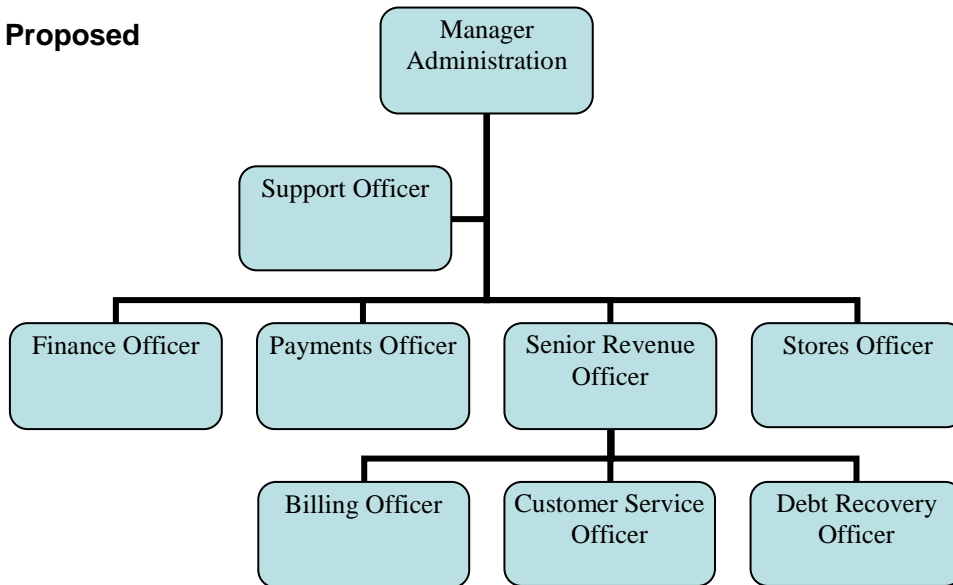 Proposed
Manager
Administration
Support Officer
Finance Officer
Payments Officer
Senior Revenue
Officer
Stores Officer
Billing Officer
Customer Service
Officer
Debt Recovery
Officer